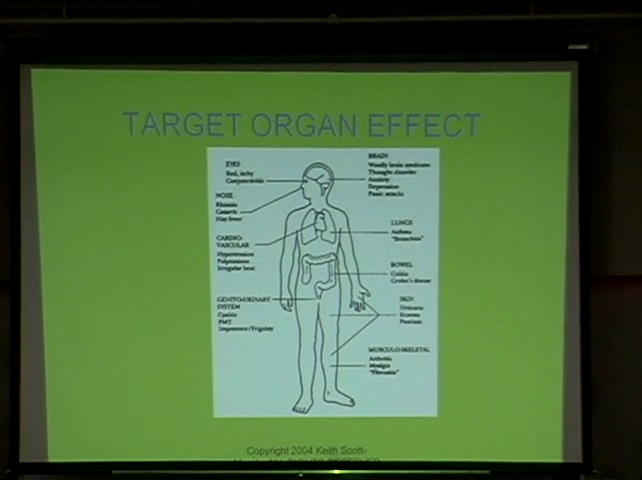 TARGET ORGAN EFFECT
EYES
Red, itchy
Conjunctivitis
NOSE
Rhinitis
Catarrh
Hay fever
CARDIO-
VASCULAR
Hypertension
Palpitations
Irregular beat
GENITO-URINARY
SYSTEM
Cystitis
PMT
Impotence/Frigidity
BRAIN
Woolly brain syndrome
Thought disorder
Anxiety
Depression
Panic attacks
LUNGS
Asthma
"Bronchitis"
BOWEL
Colitis
Crohn's disease
SKIN
Urticaria
Eczema
Psoriasis
MUSCULO-SKELETAL
Arthritis
Myalgia
"Fibrositis"
Copyright 2004 Keith Scott-
RIGHTS RESERVED